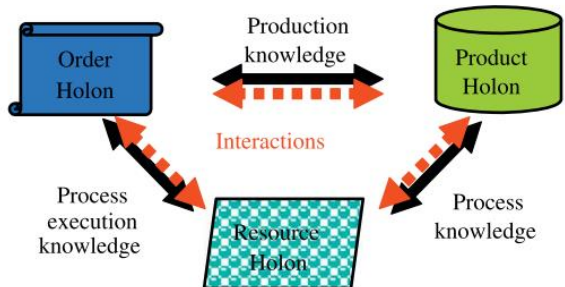 Production
knowledge
Order
Holon
Product
Holon
Interactions
Process
execution
knowledge
Resource
Holon
Process
knowledge